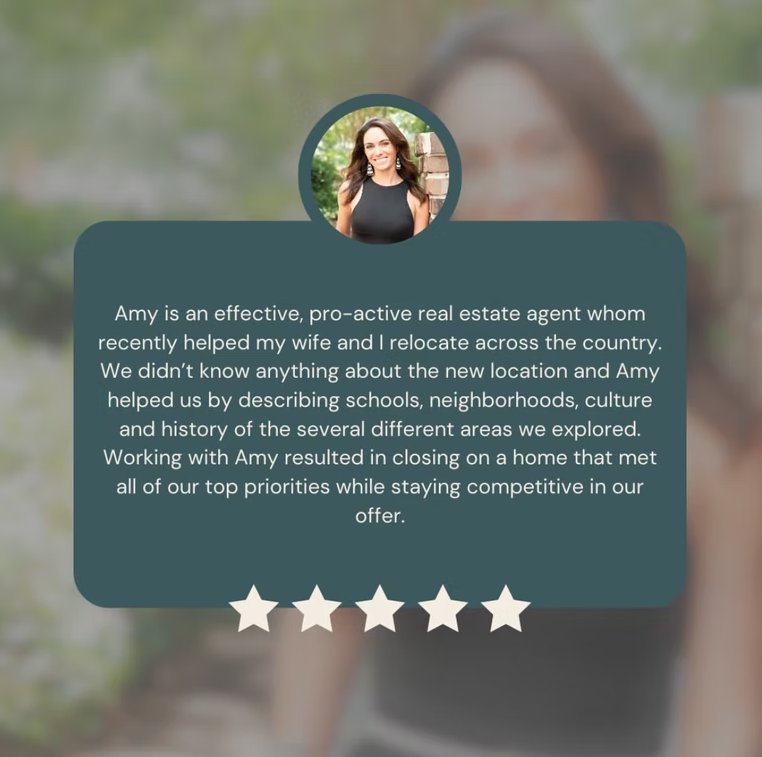 Amy is an effective, pro-active real estate agent whom
recently helped my wife and I relocate across the country.
We didn’t know anything about the new location and Amy
helped us by describing schools, neighborhoods, culture
and history of the several different areas we explored.
Working with Amy resulted in closing on a home that met
all of our top priorities while staying competitive in our
offer.